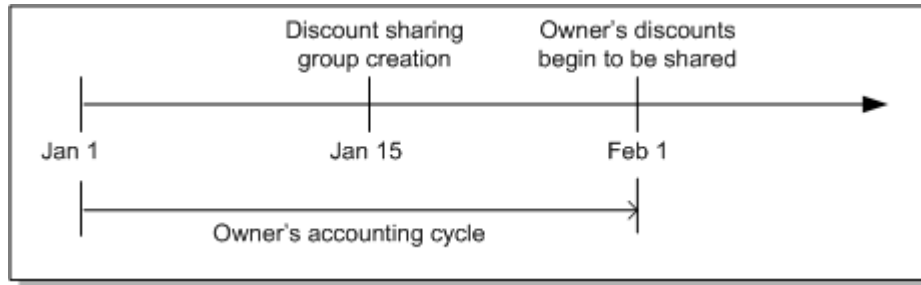 Discount sharing
group creation
Owner's discounts
begin to be shared
Jan 1
Jan 15
Feb 1
Owner's accounting cycle